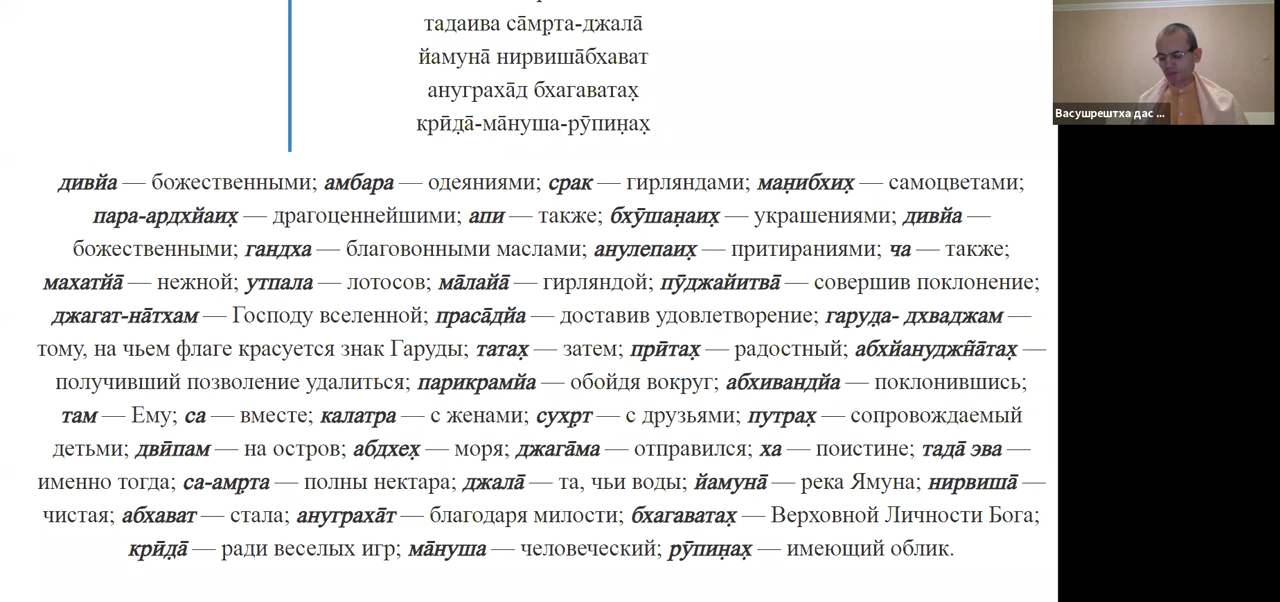 тада̄ива са̄мр̣та-джала̄
йамуна̄ нирвиша̄бхават
ануграха̄д бхагаватах̣
крӣд̣а̄-ма̄нуша-рӯпин̣ах̣
дивйа — божественными; амбара — одеяниями; срак — гирляндами; ман̣ибхих̣ — самоцветами;
пара-ардхйаих̣ — драгоценнейшими; апи — также; бхӯшан̣аих̣ — украшениями; дивйа —
божественными; гандха — благовонными маслами; анулепаих̣ — притираниями; ча — также;
махатйа̄ — нежной; утпала — лотосов; ма̄лайа̄ — гирляндой; пӯджайитва̄ — совершив поклонение;
джагат-на̄тхам — Господу вселенной; праса̄дйа — доставив удовлетворение; гаруд̣а- дхваджам —
тому, на чьем флаге красуется знак Гаруды; татах̣ — затем; прӣтах̣ — радостный; абхйануджн̃а̄тах̣ —
получивший позволение удалиться; парикрамйа — обойдя вокруг; абхивандйа — поклонившись;
там — Ему; са — вместе; калатра — с женами; сухр̣т — с друзьями; путрах̣ — сопровождаемый
детьми; двӣпам — на остров; абдхех̣ — моря; джага̄ма — отправился; ха — поистине; тада̄ эва —
именно тогда; са-амр̣та — полны нектара; джала̄ — та, чьи воды; йамуна̄ — река Ямуна; нирвиша̄ —
чистая; абхават — стала; ануграха̄т — благодаря милости; бхагаватах̣ — Верховной Личности Бога;
крӣд̣а̄ — ради веселых игр; ма̄нуша — человеческий; рӯпин̣ах̣ — имеющий облик.
Васушрештха дас ...